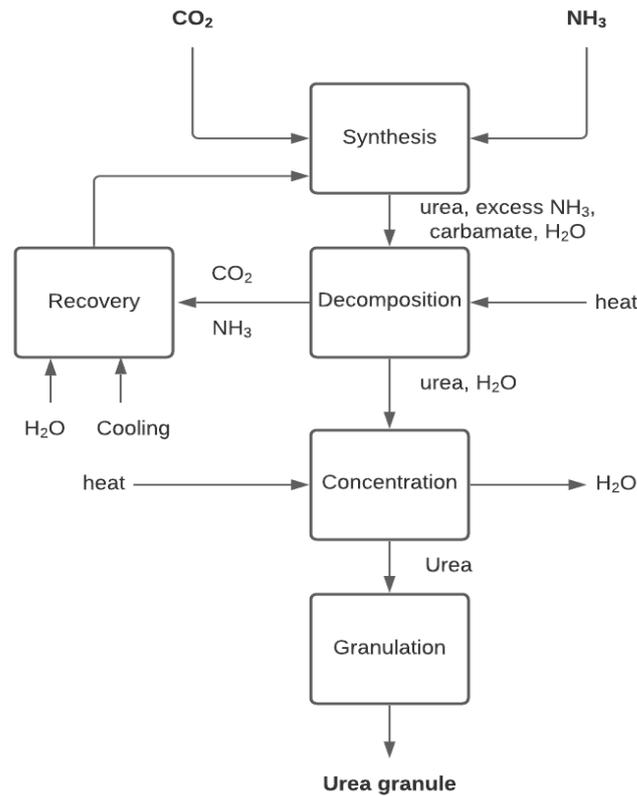 CO₂
NH₃
Synthesis
urea, excess NH₃,
carbamate, H₂O
CO₂
Recovery
Decomposition
heat
NH₃
urea, H₂O
H₂O
Cooling
heat
Concentration
H₂O
Urea
Granulation
Urea granule